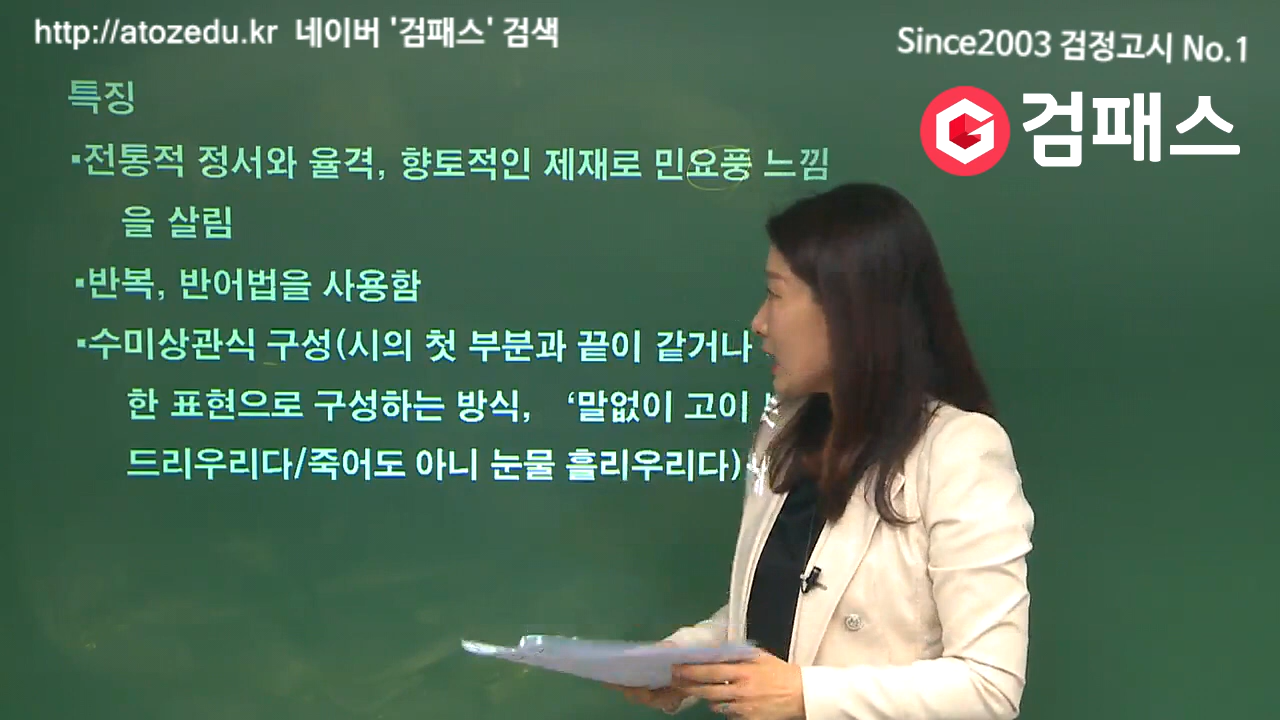 http://atozedu.kr 네이버 '검패스' 검색
Since2003 검정고시 No.1
검패스
특징
▪전통적 정서와 율격, 향토적인 제재로 민요풍 느낌
을 살림
▪반복, 반어법을 사용함
▪수미상관식 구성(시의 첫 부분과 끝이 같거나
한 표현으로 구성하는 방식, ‘말없이 고이
드리우리다/죽어도 아니 눈물 흘리우리다)